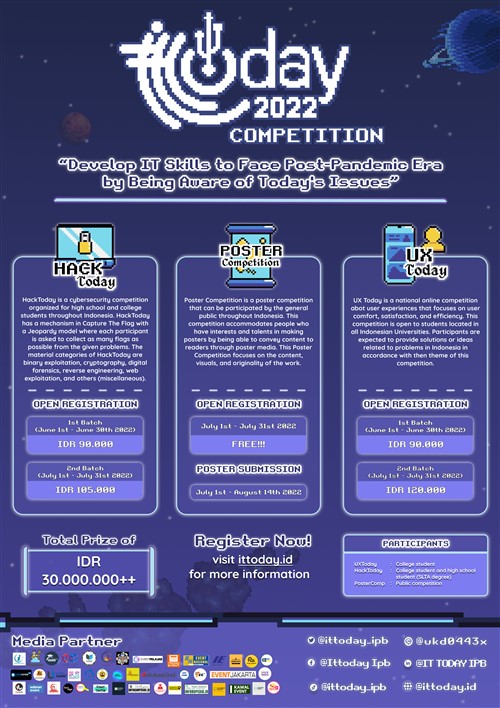 ittoday
2022
COMPETITION
"Develop IT Skills to Face Post-Pandemic Era
by Being Aware of Today's Issues"
HACK
Today
HackToday is a cybersecurity competition
organized for high school and college
students throughout Indonesia. HackToday
has a mechanism in Capture The Flag with
a Jeopardy model where each participant
is asked to collect as many flags as
possible from the given problems. The
material categories of HackToday are
binary exploitation, cryptography, digital
forensics, reverse engineering, web
exploitation, and others (miscellaneous).
OPEN REGISTRATION
1st Batch
(June 1st - June 30th 2022)
IDR 90.000
2nd Batch
(July 1st - July 31st 2022)
IDR 105.000
POSTER
Competition
Poster Competition is a poster competition
that can be participated by the general
public throughout Indonesia. This
competition accommodates people who
have interests and talents in making
posters by being able to convey content to
readers through poster media. This Poster
Competition focuses on the content,
visuals, and originality of the work.
OPEN REGISTRATION
July 1st - July 31st 2022
FREE!!!
POSTER SUBMISSION
July 1st - August 14th 2022
UX
Today
UX Today is a national online competition
abot user experiences that focuses on user
comfort, satisfaction, and efficiency. This
competition is open to students located in
all Indonesian Universities. Participants are
expected to provide solutions or ideas
related to problems in Indonesia in
accordance with then theme of this
competition.
OPEN REGISTRATION
1st Batch
(June 1st - June 30th 2022)
IDR 90.000
2nd Batch
(July 1st - July 31st 2022)
IDR 120.000
Total Prize of
IDR
30.000.000++
Register Now!
visit ittoday.id
for more information
PARTICIPANTS
UXToday : College student
HackToday : College student and high school
student (SLTA degree)
PosterComp : Public competition
Media Partner
EVENTJAKARTA
KAMAL
EVENT
@ittoday_ipb
@ukd0443x
@Ittoday Ipb
@IT TODAY IPB
@ittoday_ipb
@ittoday.id